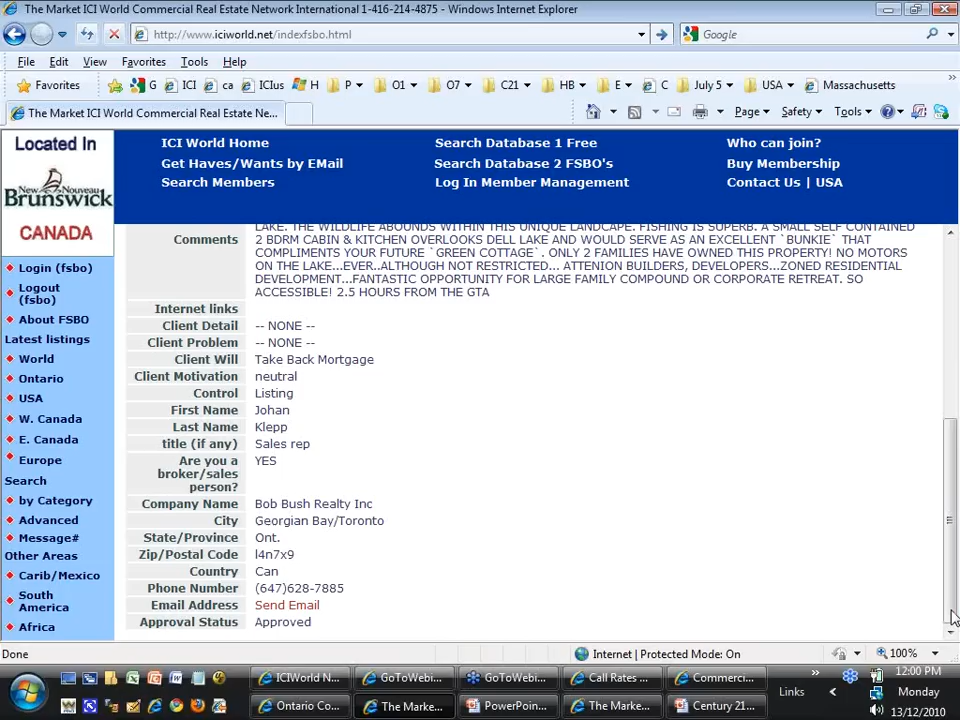 The Market ICI World Commercial Real Estate Network International 1-416-214-4875 - Windows Internet Explorer
http://www.iciworld.net/indexfsbo.html
Google
File Edit View Favorites Tools Help
Favorites G ICI ca ICIus H P O1 O7 C21 HB E C July 5 USA Massachusetts
The Market ICI World Commercial Real Estate Ne...
Page Safety Tools
Located In
New Nouveau
Brunswick
CANADA
ICI World Home Search Database 1 Free Who can join?
Get Haves/Wants by EMail Search Database 2 FSBO's Buy Membership
Search Members Log In Member Management Contact Us | USA
Login (fsbo)
Logout
(fsbo)
About FSBO
Latest listings
World
Ontario
USA
W. Canada
E. Canada
Europe
Search
by Category
Advanced
Message#
Other Areas
Carib/Mexico
South
America
Africa
LAKE. THE WILDLIFE ABOUNDS WITHIN THIS UNIQUE LANDCAPE. FISHING IS SUPERB. A SMALL SELF CONTAINED
Comments 2 BDRM CABIN & KITCHEN OVERLOOKS DELL LAKE AND WOULD SERVE AS AN EXCELLENT `BUNKIE` THAT
COMPLIMENTS YOUR FUTURE `GREEN COTTAGE`. ONLY 2 FAMILIES HAVE OWNED THIS PROPERTY! NO MOTORS
ON THE LAKE...EVER..ALTHOUGH NOT RESTRICTED... ATTENION BUILDERS, DEVELOPERS...ZONED RESIDENTIAL
DEVELOPMENT...FANTASTIC OPPORTUNITY FOR LARGE FAMILY COMPOUND OR CORPORATE RETREAT. SO
ACCESSIBLE! 2.5 HOURS FROM THE GTA
Internet links
Client Detail -- NONE --
Client Problem -- NONE --
Client Will Take Back Mortgage
Client Motivation neutral
Control Listing
First Name Johan
Last Name Klepp
title (if any) Sales rep
Are you a YES
broker/sales
person?
Company Name Bob Bush Realty Inc
City Georgian Bay/Toronto
State/Province Ont.
Zip/Postal Code l4n7x9
Country Can
Phone Number (647)628-7885
Email Address Send Email
Approval Status Approved
Done Internet | Protected Mode: On 100%
ICIWorld N... GoToWebi... GoToWebi... Call Rates ... Commerci... 12:00 PM
Links Monday
Ontario Co... The Marke... PowerPoin... The Marke... Century 21... 13/12/2010